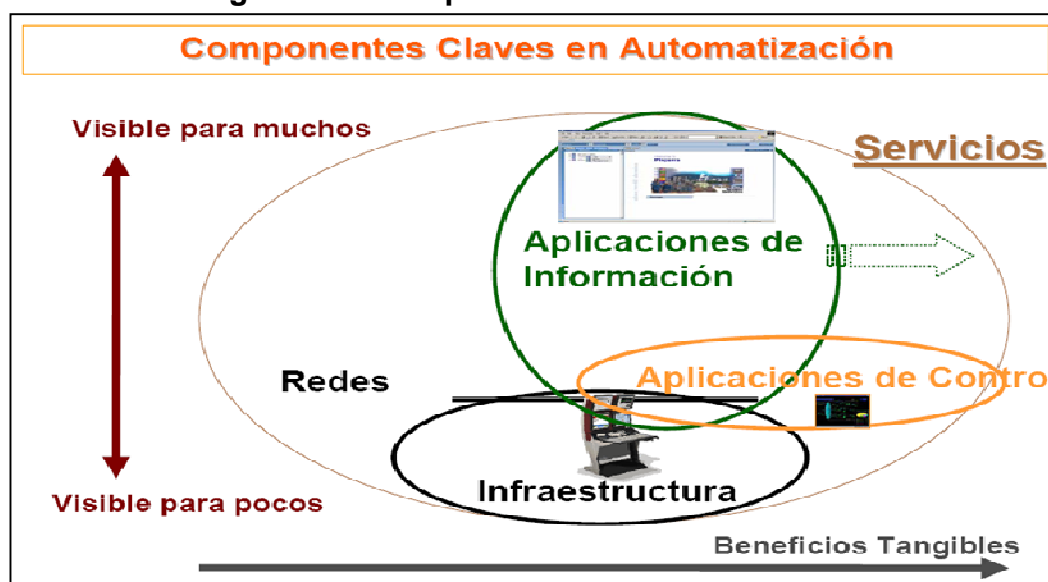 Componentes Claves en Automatización
Visible para muchos
Servicios
Aplicaciones de
Información
Redes
Aplicaciones de Contro
Infraestructura
Visible para pocos
Beneficios Tangibles